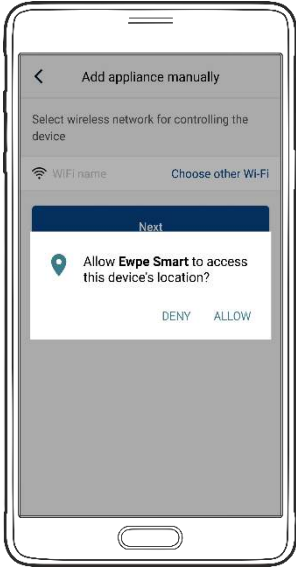 Add appliance manually
Select wireless network for controlling the
device
WiFi name Choose other Wi-Fi
Next
Allow Ewpe Smart to access
this device's location?
DENY ALLOW